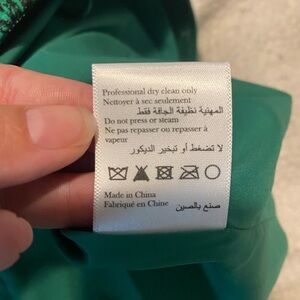 Professional dry clean only
Nettoyer à sec seulement
المهنية نظيفة الجافة فقط
Do not press or steam
Ne pas repasser ou repasser à
vapeur
لا تضغط أو تبخير الديكور
Made in China
Fabriqué en Chine
صنع بالصين